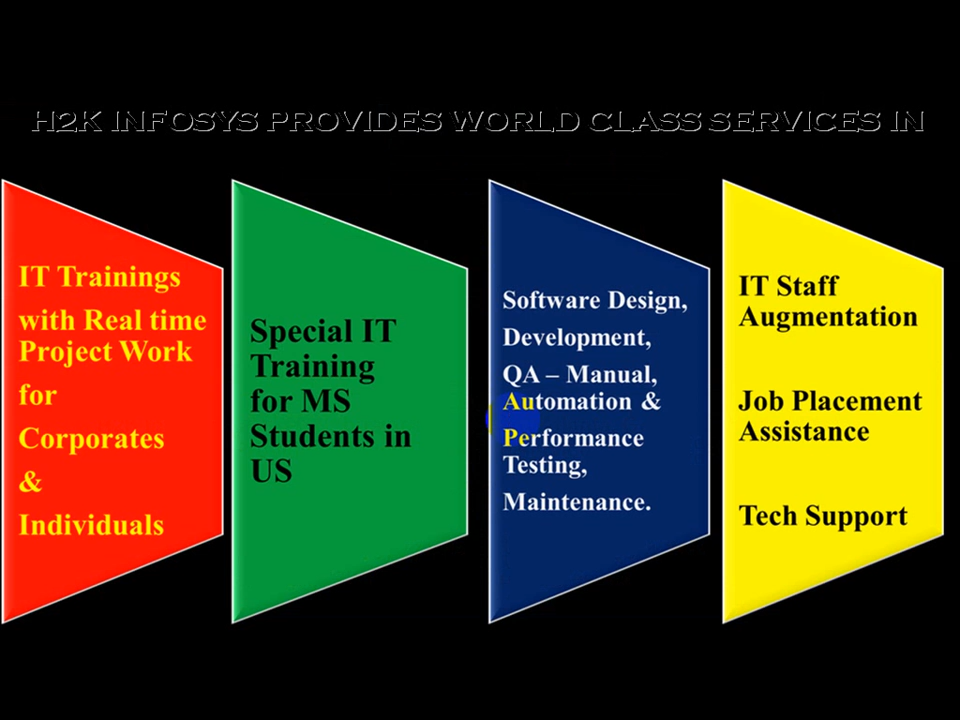 H2K INFOSYS PROVIDES WORLD CLASS SERVICES IN
IT Trainings
with Real time
Project Work
for
Corporates
&
Individuals
Special IT
Training
for MS
Students in
US
Software Design,
Development,
QA – Manual,
Automation &
Performance
Testing,
Maintenance.
IT Staff
Augmentation
Job Placement
Assistance
Tech Support